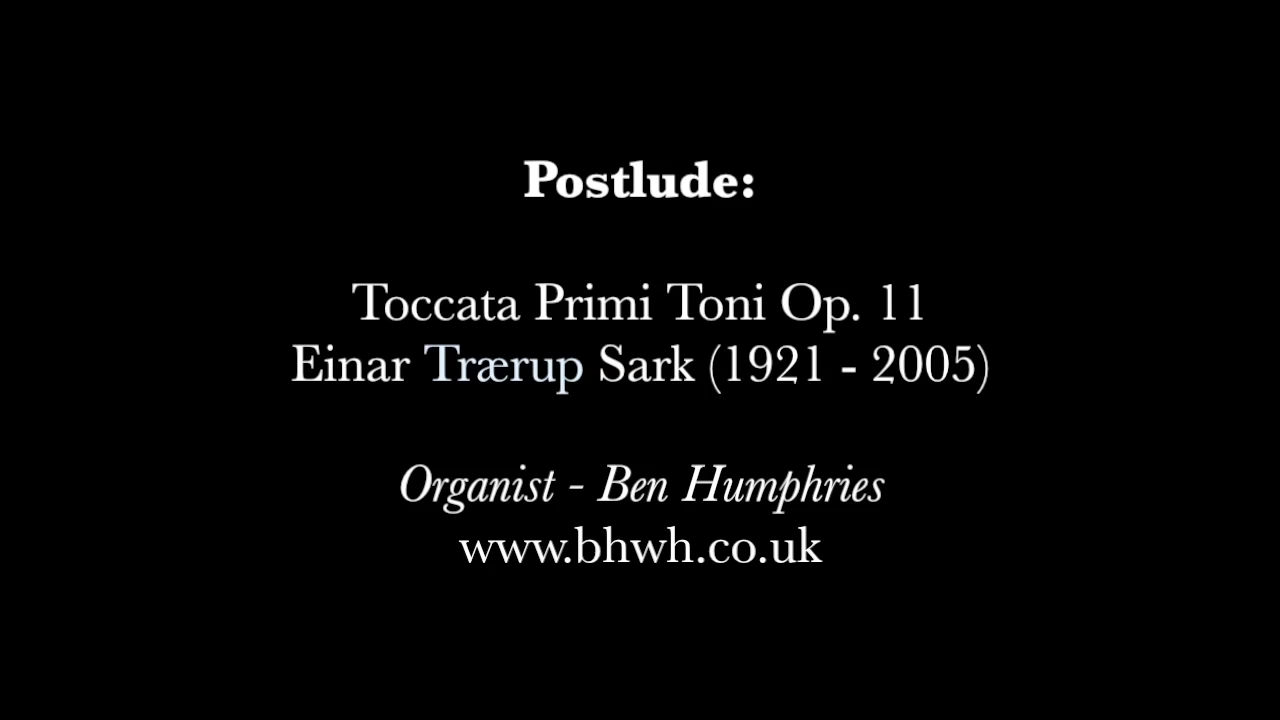 Postlude:
Toccata Primi Toni Op. 11
Einar Trærup Sark (1921 - 2005)
Organist - Ben Humphries
www.bhwh.co.uk